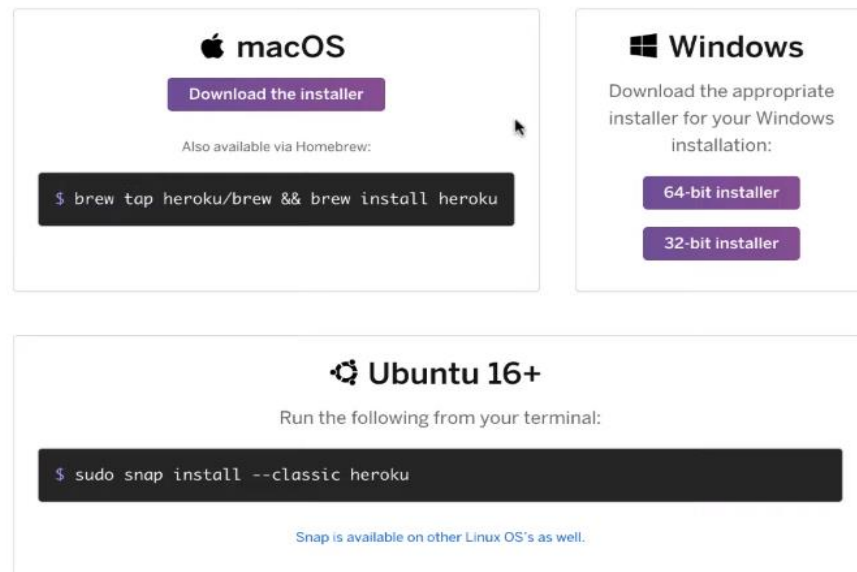 macOS
Download the installer
Also available via Homebrew:
$ brew tap heroku/brew && brew install heroku
Windows
Download the appropriate
installer for your Windows
installation:
64-bit installer
32-bit installer
Ubuntu 16+
Run the following from your terminal:
$ sudo snap install --classic heroku
Snap is available on other Linux OS's as well.